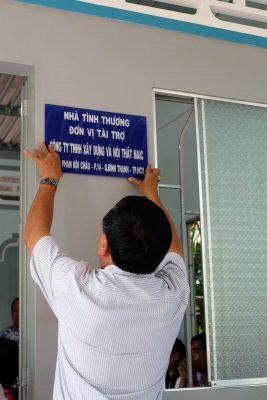 NHÀ TÌNH THƯƠNG
ĐƠN VỊ TÀI TRỢ
CÔNG TY TNHH XÂY DỰNG VÀ NỘI THẤT MAIC
PHAN BỘI CHÂU - P.14 - Q.BÌNH THẠNH - TP.HCM